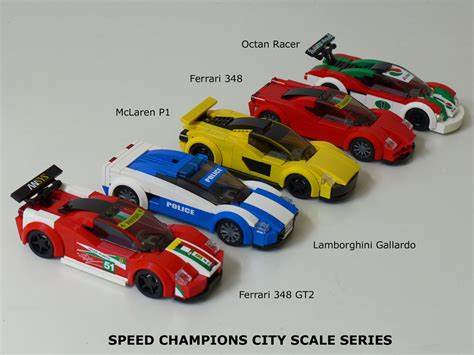 Octan Racer
Ferrari 348
McLaren P1
POLICE
POLICE
51
Lamborghini Gallardo
Ferrari 348 GT2
SPEED CHAMPIONS CITY SCALE SERIES